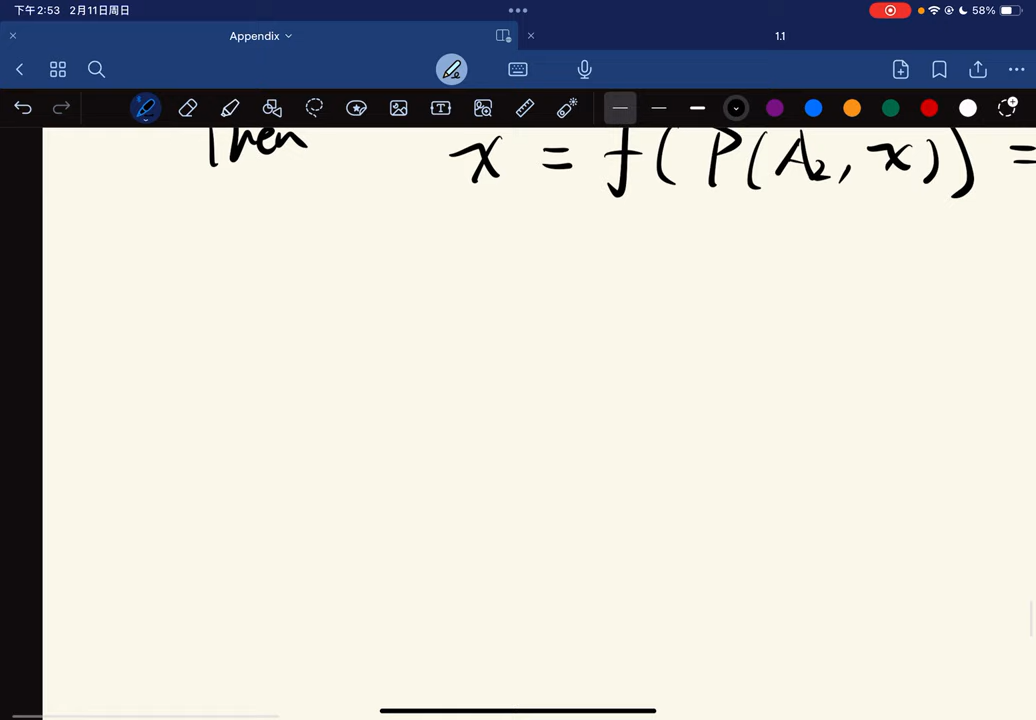 下午2:53 2月11日周日 58%
Appendix 1.1
Then x = f(P(A₂, x)) =